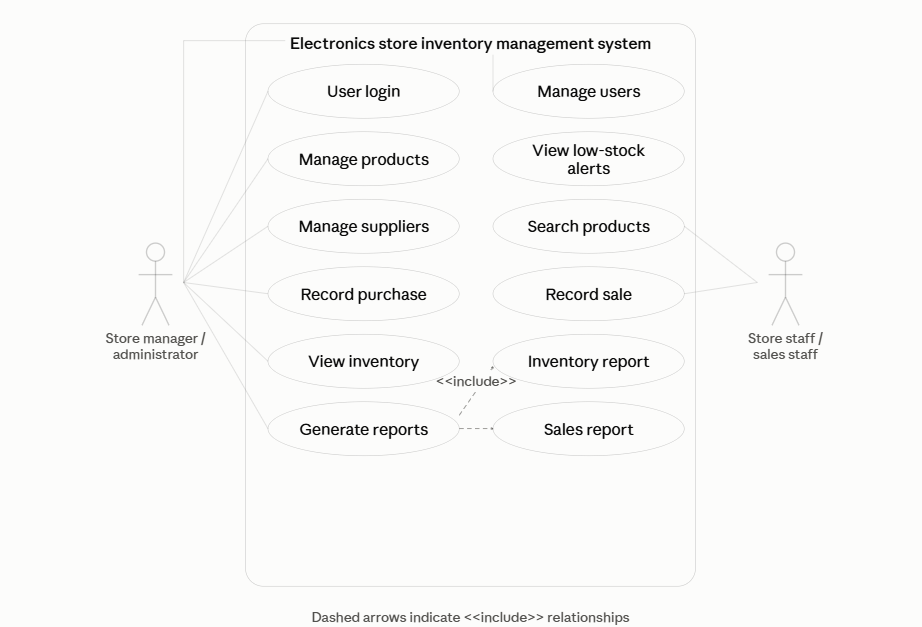 Electronics store inventory management system
User login
Manage users
Manage products
View low-stock
alerts
Manage suppliers
Search products
Record purchase
Record sale
Store manager /
administrator
Store staff /
sales staff
View inventory
Inventory report
<<include>>
Generate reports
Sales report
Dashed arrows indicate <<include>> relationships